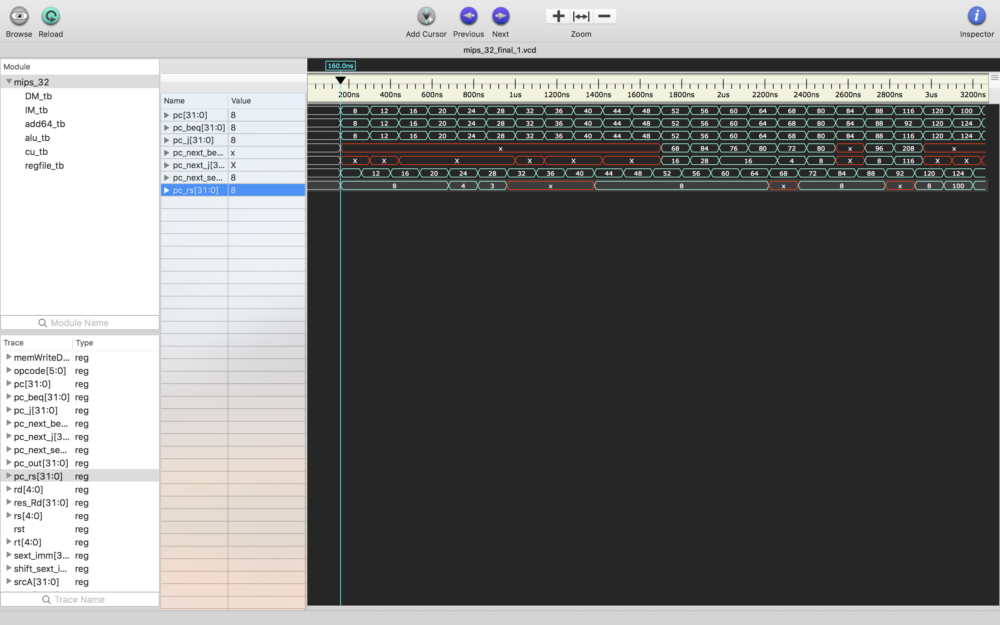 Browse Reload Add Cursor Previous Next Zoom Inspector
mips_32_final_1.vcd
Module
mips_32
DM_tb
IM_tb
add64_tb
alu_tb
cu_tb
regfile_tb
Module Name
Trace Type
memWriteD... reg
opcode[5:0] reg
pc[31:0] reg
pc_beq[31:0] reg
pc_j[31:0] reg
pc_next_be... reg
pc_next_j[3... reg
pc_next_se... reg
pc_out[31:0] reg
pc_rs[31:0] reg
rd[4:0] reg
res_Rd[31:0] reg
rs[4:0] reg
rst reg
rt[4:0] reg
sext_imm[3... reg
shift_sext_i... reg
srcA[31:0] reg
Trace Name
160.0ns
200ns 400ns 600ns 800ns 1us 1200ns 1400ns 1600ns 1800ns 2us 2200ns 2400ns 2600ns 2800ns 3us 3200ns
Name Value
pc[31:0] 8 8 12 16 20 24 28 32 36 40 44 48 52 56 60 64 68 80 84 88 116 120 100
pc_beq[31:0] 8 8 12 16 20 24 28 32 36 40 44 48 52 56 60 64 68 80 84 88 92 120 124
pc_j[31:0] 8 8 12 16 20 24 28 32 36 40 44 48 52 56 60 64 68 80 84 88 116 120 124
pc_next_be... x x 68 84 76 80 72 80 x 96 208 x
pc_next_j[3... X X X X X X X 16 28 16 4 8 X 8 116 X X
pc_next_se... 8 12 16 20 24 28 32 36 40 44 48 52 56 60 64 68 72 84 88 92 120 124
pc_rs[31:0] 8 8 4 3 x 8 x 8 x 8 100